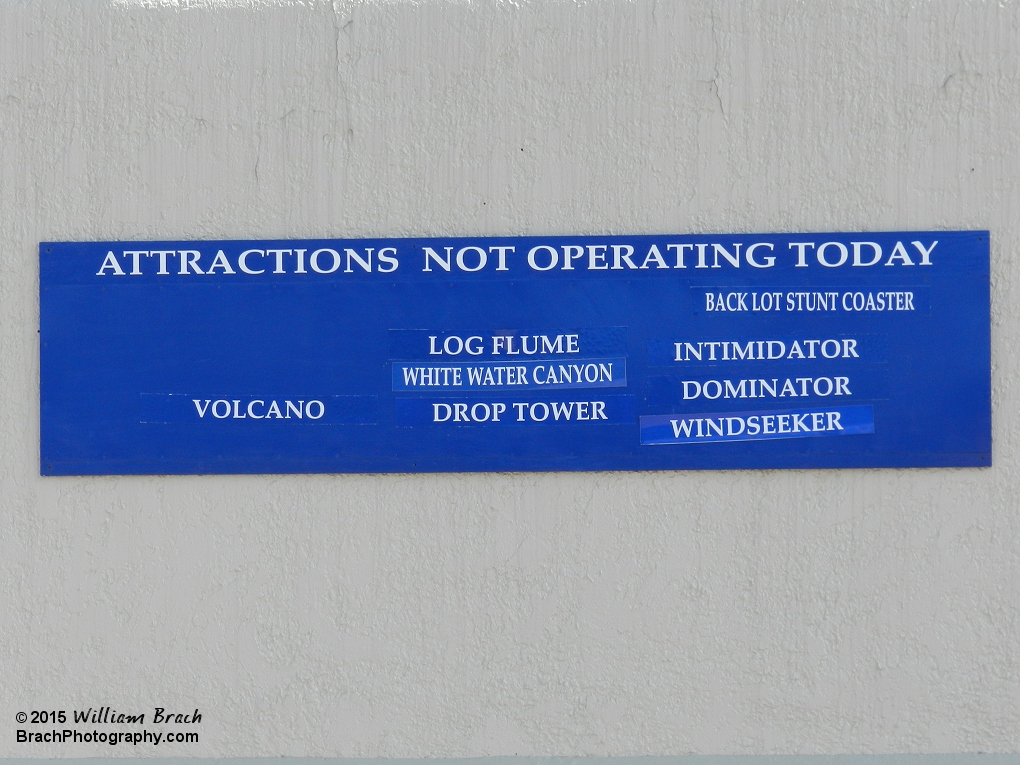 ATTRACTIONS NOT OPERATING TODAY
BACK LOT STUNT COASTER
LOG FLUME
INTIMIDATOR
WHITE WATER CANYON
DOMINATOR
VOLCANO
DROP TOWER
WINDSEEKER
© 2015 William Brach
BrachPhotography.com